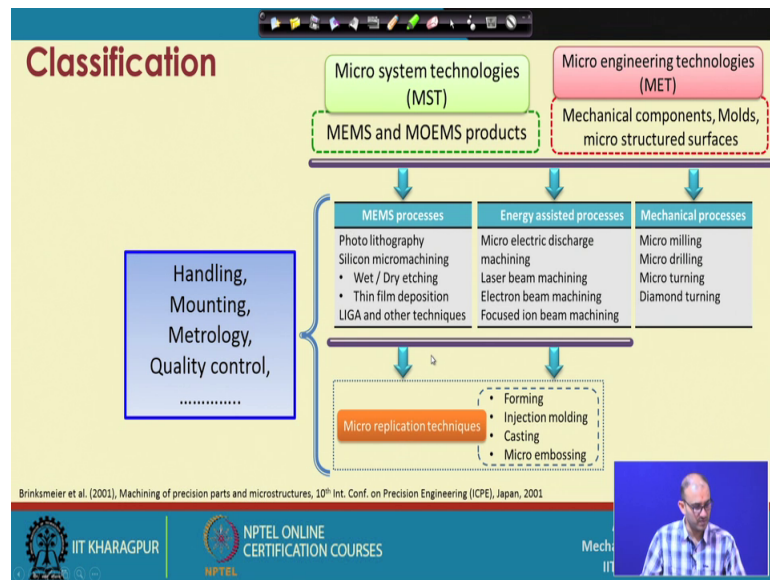 Classification
Micro system technologies
(MST)
MEMS and MOEMS products
Micro engineering technologies
(MET)
Mechanical components, Molds,
micro structured surfaces
MEMS processes
Photo lithography
Silicon micromachining
• Wet / Dry etching
• Thin film deposition
LIGA and other techniques
Energy assisted processes
Micro electric discharge
machining
Laser beam machining
Electron beam machining
Focused ion beam machining
Mechanical processes
Micro milling
Micro drilling
Micro turning
Diamond turning
Handling,
Mounting,
Metrology,
Quality control,
..............
Micro replication techniques
• Forming
• Injection molding
• Casting
• Micro embossing
Brinksmeier et al. (2001), Machining of precision parts and microstructures, 10th Int. Conf. on Precision Engineering (ICPE), Japan, 2001
IIT KHARAGPUR
NPTEL
NPTEL ONLINE
CERTIFICATION COURSES